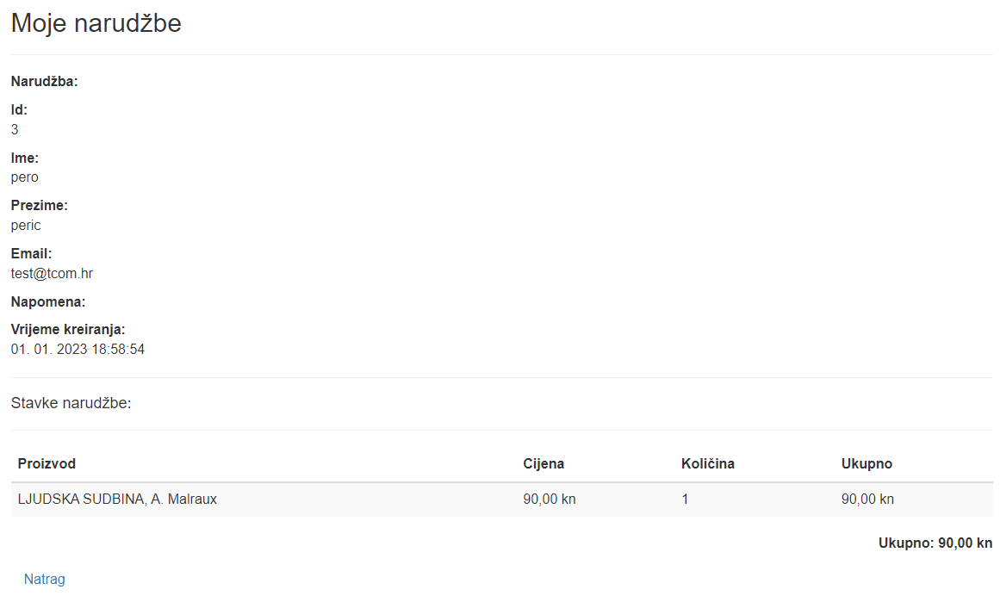 Moje narudžbe
Narudžba:
Id:
3
Ime:
pero
Prezime:
peric
Email:
test@tcom.hr
Napomena:
Vrijeme kreiranja:
01. 01. 2023 18:58:54
Stavke narudžbe:
Proizvod Cijena Količina Ukupno
LJUDSKA SUDBINA, A. Malraux 90,00 kn 1 90,00 kn
Ukupno: 90,00 kn
Natrag